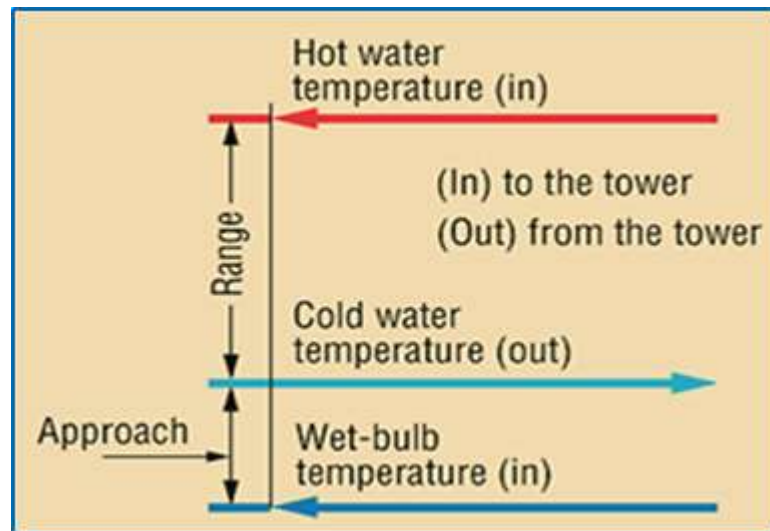 Hot water
temperature (in)
(In) to the tower
(Out) from the tower
Range
Cold water
temperature (out)
Approach
Wet-bulb
temperature (in)